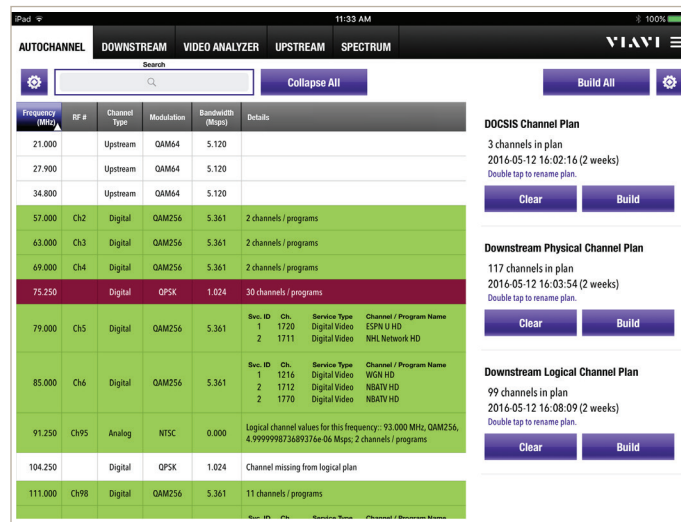 iPad 11:33 AM 100%
AUTOCHANNEL DOWNSTREAM VIDEO ANALYZER UPSTREAM SPECTRUM VIAVI
Search
Collapse All Build All
Frequency (MHz) RF # Channel Type Modulation Bandwidth (Msps) Details
21.000 Upstream QAM64 5.120
27.900 Upstream QAM64 5.120
34.800 Upstream QAM64 5.120
57.000 Ch2 Digital QAM256 5.361 2 channels / programs
63.000 Ch3 Digital QAM256 5.361 2 channels / programs
69.000 Ch4 Digital QAM256 5.361 2 channels / programs
75.250 Digital QPSK 1.024 30 channels / programs
79.000 Ch5 Digital QAM256 5.361
Svc. ID Ch. Service Type Channel / Program Name
1 1720 Digital Video ESPN U HD
2 1711 Digital Video NHL Network HD
85.000 Ch6 Digital QAM256 5.361
Svc. ID Ch. Service Type Channel / Program Name
1 1216 Digital Video WGN HD
2 1712 Digital Video NBATV HD
2 1770 Digital Video NBATV HD
91.250 Ch95 Analog NTSC 0.000
Logical channel values for this frequency:: 93.000 MHz, QAM256,
4.999999873689376e-06 Msps; 2 channels / programs
104.250 Digital QPSK 1.024 Channel missing from logical plan
111.000 Ch98 Digital QAM256 5.361 11 channels / programs
Svc. ID Ch. Service Type Channel / Program Name
DOCSIS Channel Plan
3 channels in plan
2016-05-12 16:02:16 (2 weeks)
Double tap to rename plan.
Clear Build
Downstream Physical Channel Plan
117 channels in plan
2016-05-12 16:03:54 (2 weeks)
Double tap to rename plan.
Clear Build
Downstream Logical Channel Plan
99 channels in plan
2016-05-12 16:08:09 (2 weeks)
Double tap to rename plan.
Clear Build